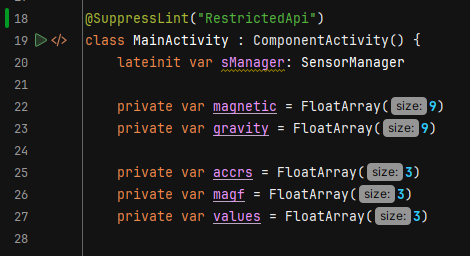 18 @SuppressLint("RestrictedApi")
19 </> class MainActivity : ComponentActivity() {
20 lateinit var sManager: SensorManager
21
22 private var magnetic = FloatArray( size: 9)
23 private var gravity = FloatArray( size: 9)
24
25 private var accrs = FloatArray( size: 3)
26 private var maqf = FloatArray( size: 3)
27 private var values = FloatArray( size: 3)
28